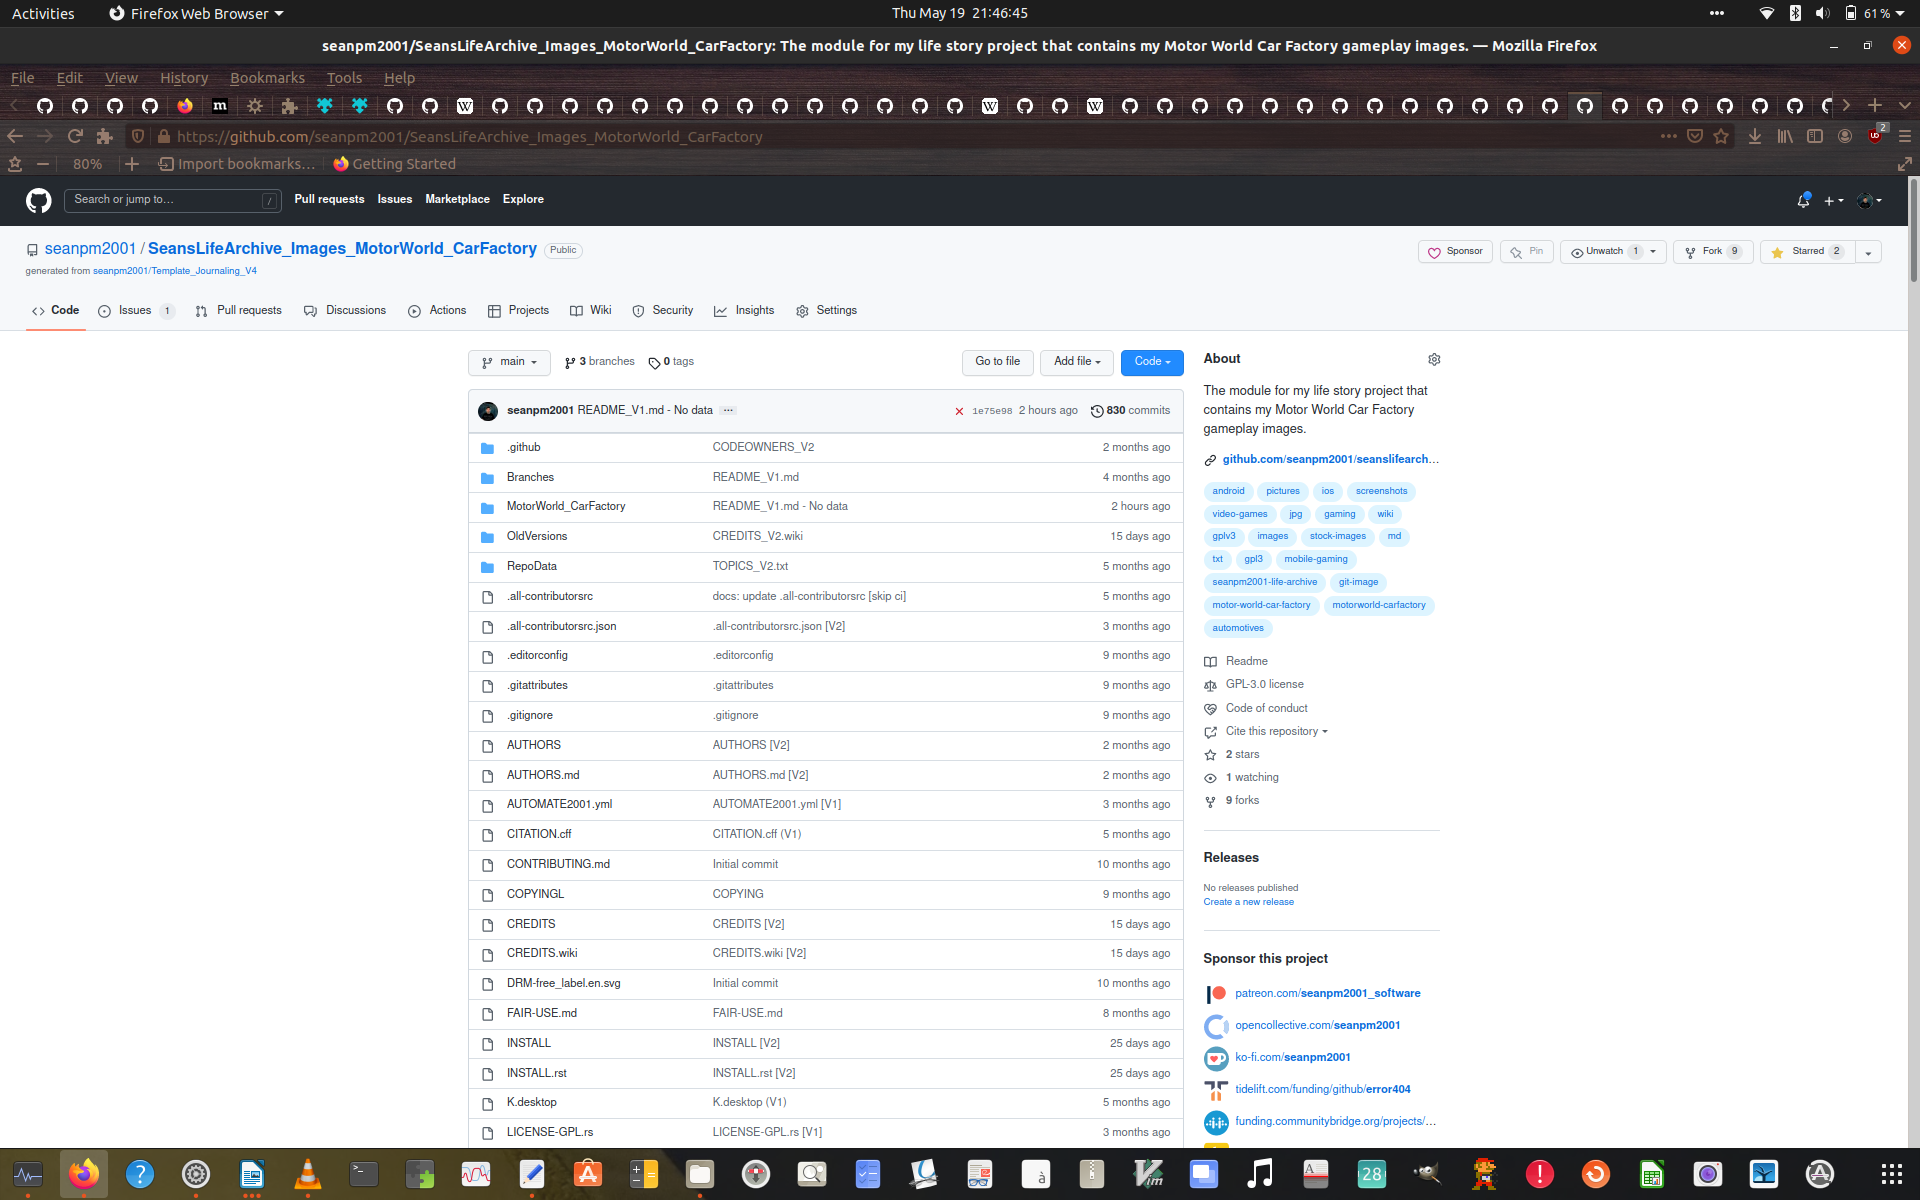 Activities Firefox Web Browser Thu May 19 21:46:45 61 %
seanpm2001/SeansLifeArchive_Images_MotorWorld_CarFactory: The module for my life story project that contains my Motor World Car Factory gameplay images. — Mozilla Firefox
File Edit View History Bookmarks Tools Help
https://github.com/seanpm2001/SeansLifeArchive_Images_MotorWorld_CarFactory 2
80% Import bookmarks... Getting Started
Search or jump to... / Pull requests Issues Marketplace Explore
seanpm2001 / SeansLifeArchive_Images_MotorWorld_CarFactory Public Sponsor Pin Unwatch 1 Fork 9 Starred 2
generated from seanpm2001/Template_Journaling_V4
Code Issues 1 Pull requests Discussions Actions Projects Wiki Security Insights Settings
main 3 branches 0 tags Go to file Add file Code
seanpm2001 README_V1.md - No data ... 1e75e98 2 hours ago 830 commits
.github CODEOWNERS_V2 2 months ago
Branches README_V1.md 4 months ago
MotorWorld_CarFactory README_V1.md - No data 2 hours ago
OldVersions CREDITS_V2.wiki 15 days ago
RepoData TOPICS_V2.txt 5 months ago
.all-contributorsrc docs: update .all-contributorsrc [skip ci] 5 months ago
.all-contributorsrc.json .all-contributorsrc.json [V2] 3 months ago
.editorconfig .editorconfig 9 months ago
.gitattributes .gitattributes 9 months ago
.gitignore .gitignore 9 months ago
AUTHORS AUTHORS [V2] 2 months ago
AUTHORS.md AUTHORS.md [V2] 2 months ago
AUTOMATE2001.yml AUTOMATE2001.yml [V1] 3 months ago
CITATION.cff CITATION.cff (V1) 5 months ago
CONTRIBUTING.md Initial commit 10 months ago
COPYINGL COPYING 9 months ago
CREDITS CREDITS [V2] 15 days ago
CREDITS.wiki CREDITS.wiki [V2] 15 days ago
DRM-free_label.en.svg Initial commit 10 months ago
FAIR-USE.md FAIR-USE.md 8 months ago
INSTALL INSTALL [V2] 25 days ago
INSTALL.rst INSTALL.rst [V2] 25 days ago
K.desktop K.desktop (V1) 5 months ago
LICENSE-GPL.rs LICENSE-GPL.rs [V1] 3 months ago
About
The module for my life story project that
contains my Motor World Car Factory
gameplay images.
github.com/seanpm2001/seanslifearch...
android pictures ios screenshots
video-games jpg gaming wiki
gplv3 images stock-images md
txt gpl3 mobile-gaming
seanpm2001-life-archive git-image
motor-world-car-factory motorworld-carfactory
automotives
Readme
GPL-3.0 license
Code of conduct
Cite this repository
2 stars
1 watching
9 forks
Releases
No releases published
Create a new release
Sponsor this project
patreon.com/seanpm2001_software
opencollective.com/seanpm2001
ko-fi.com/seanpm2001
tidelift.com/funding/github/error404
funding.communitybridge.org/projects/...
28